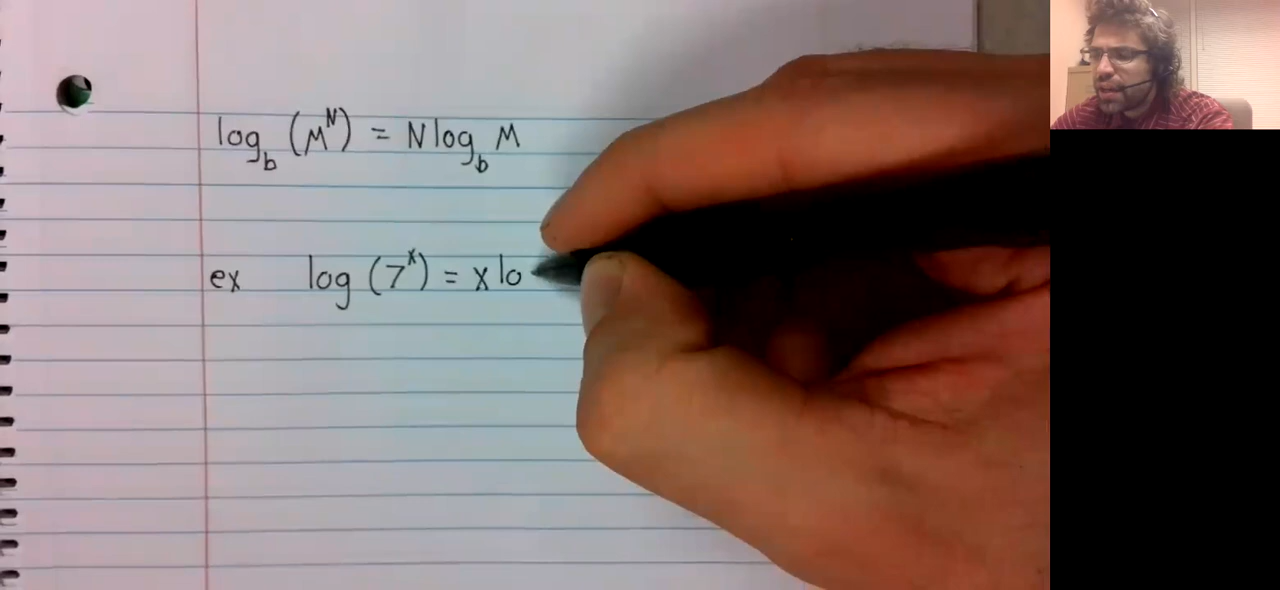 log_b (M^N) = N log_b M
ex log (7^x) = x lo